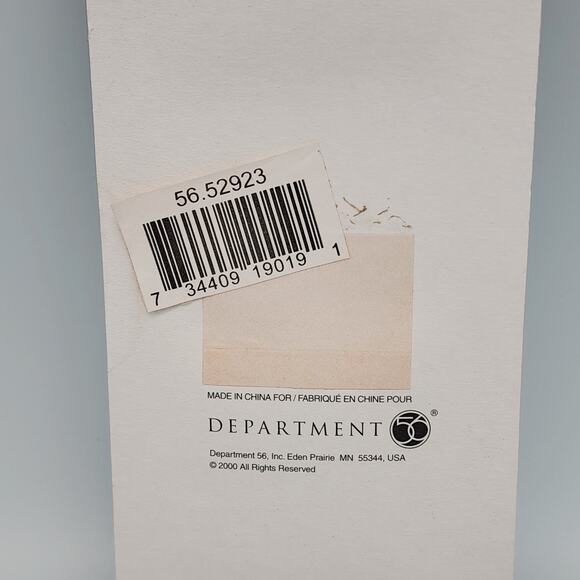 56.52923
7 34409 19019 1
MADE IN CHINA FOR / FABRIQUÉ EN CHINE POUR
DEPARTMENT 56®
Department 56, Inc. Eden Prairie MN 55344, USA
© 2000 All Rights Reserved